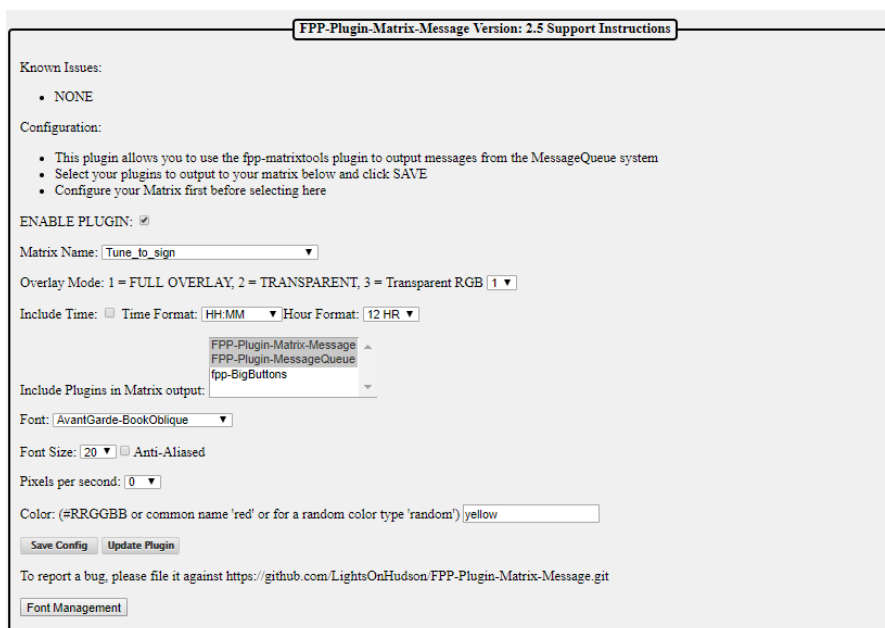 FPP-Plugin-Matrix-Message Version: 2.5 Support Instructions
Known Issues:
• NONE
Configuration:
• This plugin allows you to use the fpp-matrixtools plugin to output messages from the MessageQueue system
• Select your plugins to output to your matrix below and click SAVE
• Configure your Matrix first before selecting here
ENABLE PLUGIN:
Matrix Name: Tune_to_sign
Overlay Mode: 1 = FULL OVERLAY, 2 = TRANSPARENT, 3 = Transparent RGB 1
Include Time: Time Format: HH:MM Hour Format: 12 HR
FPP-Plugin-Matrix-Message
FPP-Plugin-MessageQueue
fpp-BigButtons
Include Plugins in Matrix output:
Font: AvantGarde-BookOblique
Font Size: 20 Anti-Aliased
Pixels per second: 0
Color: (#RRGGBB or common name 'red' or for a random color type 'random') yellow
Save Config Update Plugin
To report a bug, please file it against https://github.com/LightsOnHudson/FPP-Plugin-Matrix-Message.git
Font Management